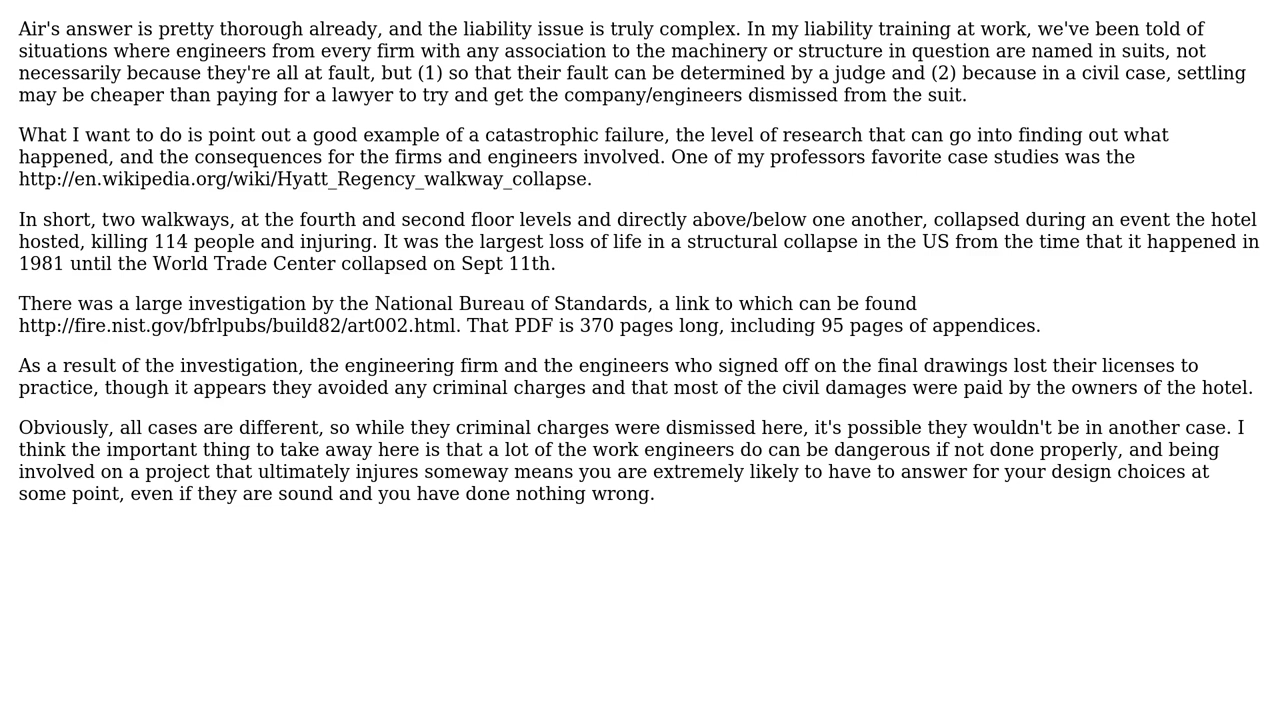 Air's answer is pretty thorough already, and the liability issue is truly complex. In my liability training at work, we've been told of
situations where engineers from every firm with any association to the machinery or structure in question are named in suits, not
necessarily because they're all at fault, but (1) so that their fault can be determined by a judge and (2) because in a civil case, settling
may be cheaper than paying for a lawyer to try and get the company/engineers dismissed from the suit.
What I want to do is point out a good example of a catastrophic failure, the level of research that can go into finding out what
happened, and the consequences for the firms and engineers involved. One of my professors favorite case studies was the
http://en.wikipedia.org/wiki/Hyatt_Regency_walkway_collapse.
In short, two walkways, at the fourth and second floor levels and directly above/below one another, collapsed during an event the hotel
hosted, killing 114 people and injuring. It was the largest loss of life in a structural collapse in the US from the time that it happened in
1981 until the World Trade Center collapsed on Sept 11th.
There was a large investigation by the National Bureau of Standards, a link to which can be found
http://fire.nist.gov/bfrlpubs/build82/art002.html. That PDF is 370 pages long, including 95 pages of appendices.
As a result of the investigation, the engineering firm and the engineers who signed off on the final drawings lost their licenses to
practice, though it appears they avoided any criminal charges and that most of the civil damages were paid by the owners of the hotel.
Obviously, all cases are different, so while they criminal charges were dismissed here, it's possible they wouldn't be in another case. I
think the important thing to take away here is that a lot of the work engineers do can be dangerous if not done properly, and being
involved on a project that ultimately injures someway means you are extremely likely to have to answer for your design choices at
some point, even if they are sound and you have done nothing wrong.